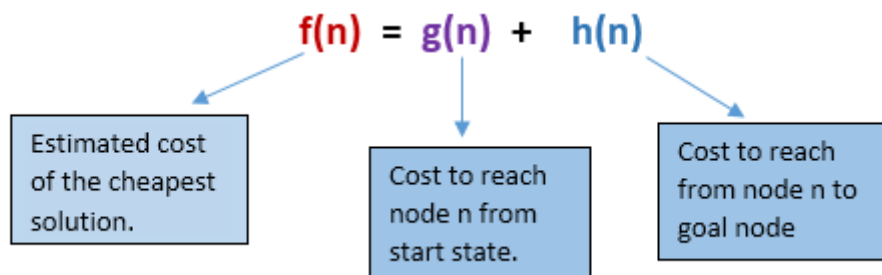 f(n) = g(n) + h(n)
Estimated cost
of the cheapest
solution.
Cost to reach
node n from
start state.
Cost to reach
from node n to
goal node